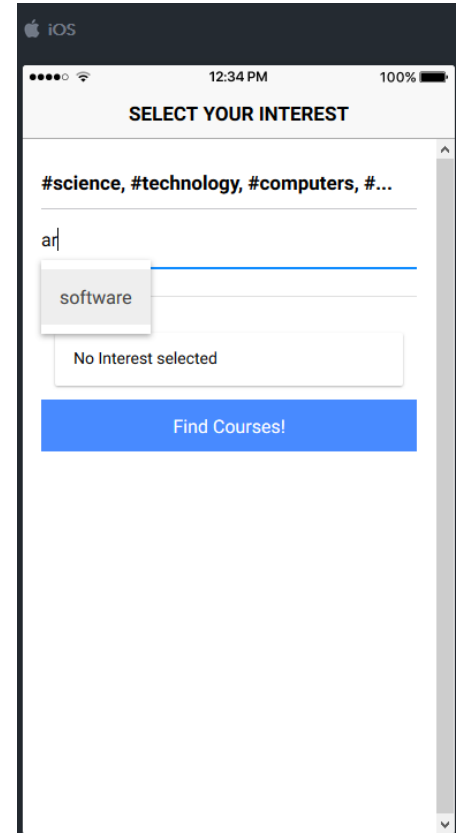 iOS
12:34 PM 100%
SELECT YOUR INTEREST
#science, #technology, #computers, #...
ar
software
No Interest selected
Find Courses!